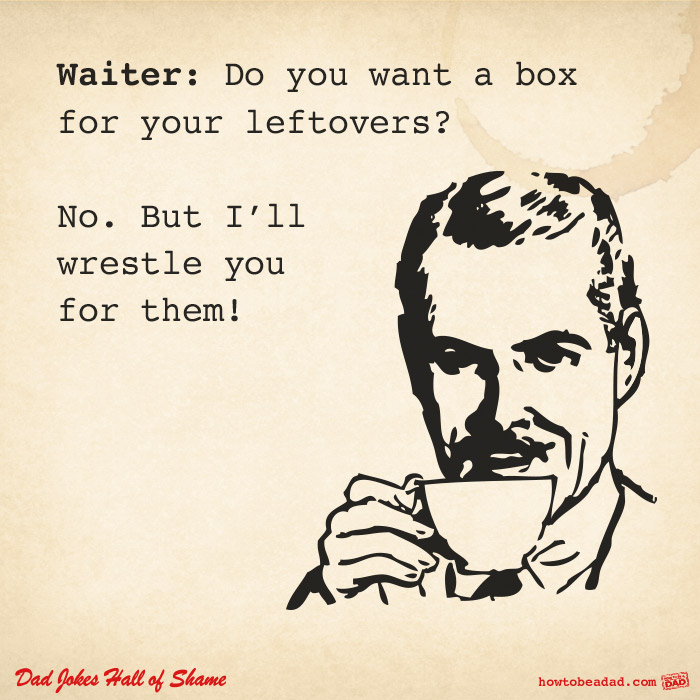 Waiter: Do you want a box
for your leftovers?
No. But I’ll
wrestle you
for them!
Dad Jokes Hall of Shame
howtobeadad.com
DAD